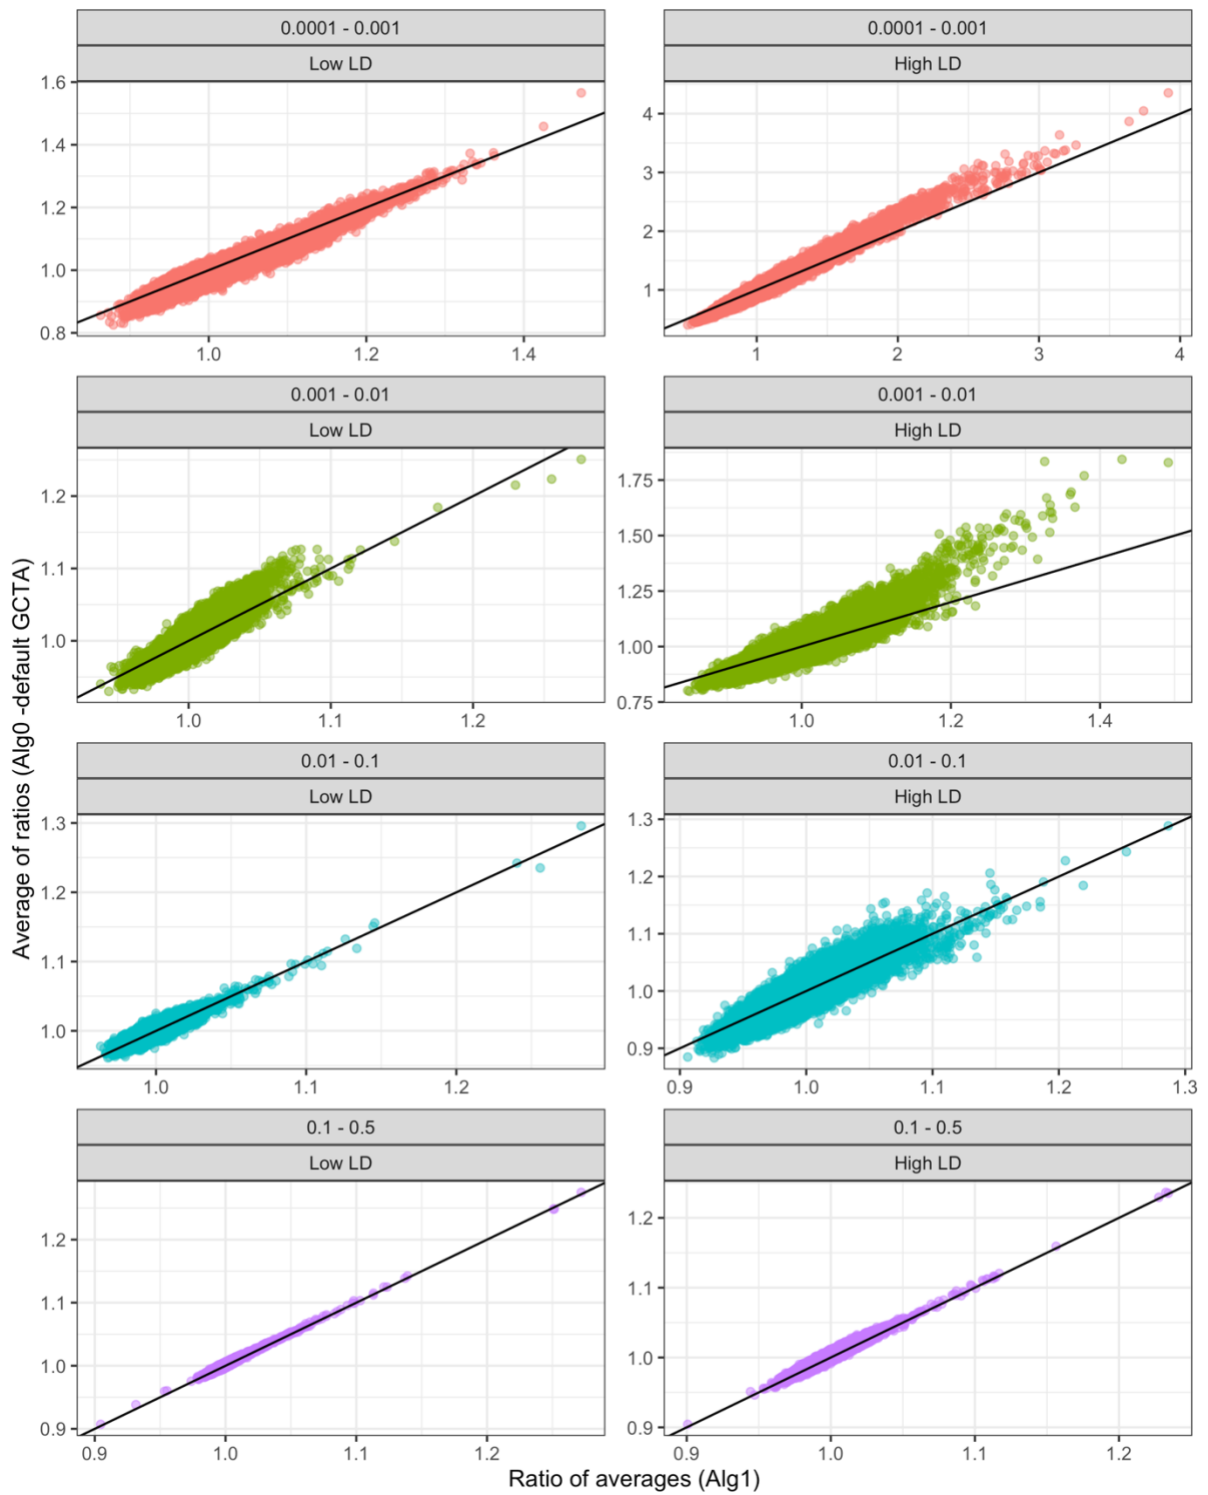 0.0001 - 0.001
Low LD
0.0001 - 0.001
High LD
1.6
1.4
1.2
1.0
0.8
1.0 1.2 1.4
4
3
2
1
1 2 3 4
0.001 - 0.01
Low LD
0.001 - 0.01
High LD
1.2
1.1
1.0
1.0 1.1 1.2
1.75
1.50
1.25
1.00
0.75
1.0 1.2 1.4
0.01 - 0.1
Low LD
0.01 - 0.1
High LD
1.3
1.2
1.1
1.0
1.0 1.1 1.2
1.3
1.2
1.1
1.0
0.9
0.9 1.0 1.1 1.2 1.3
0.1 - 0.5
Low LD
0.1 - 0.5
High LD
1.2
1.1
1.0
0.9
0.9 1.0 1.1 1.2
1.2
1.1
1.0
0.9
0.9 1.0 1.1 1.2
Average of ratios (Alg0 -default GCTA)
Ratio of averages (Alg1)